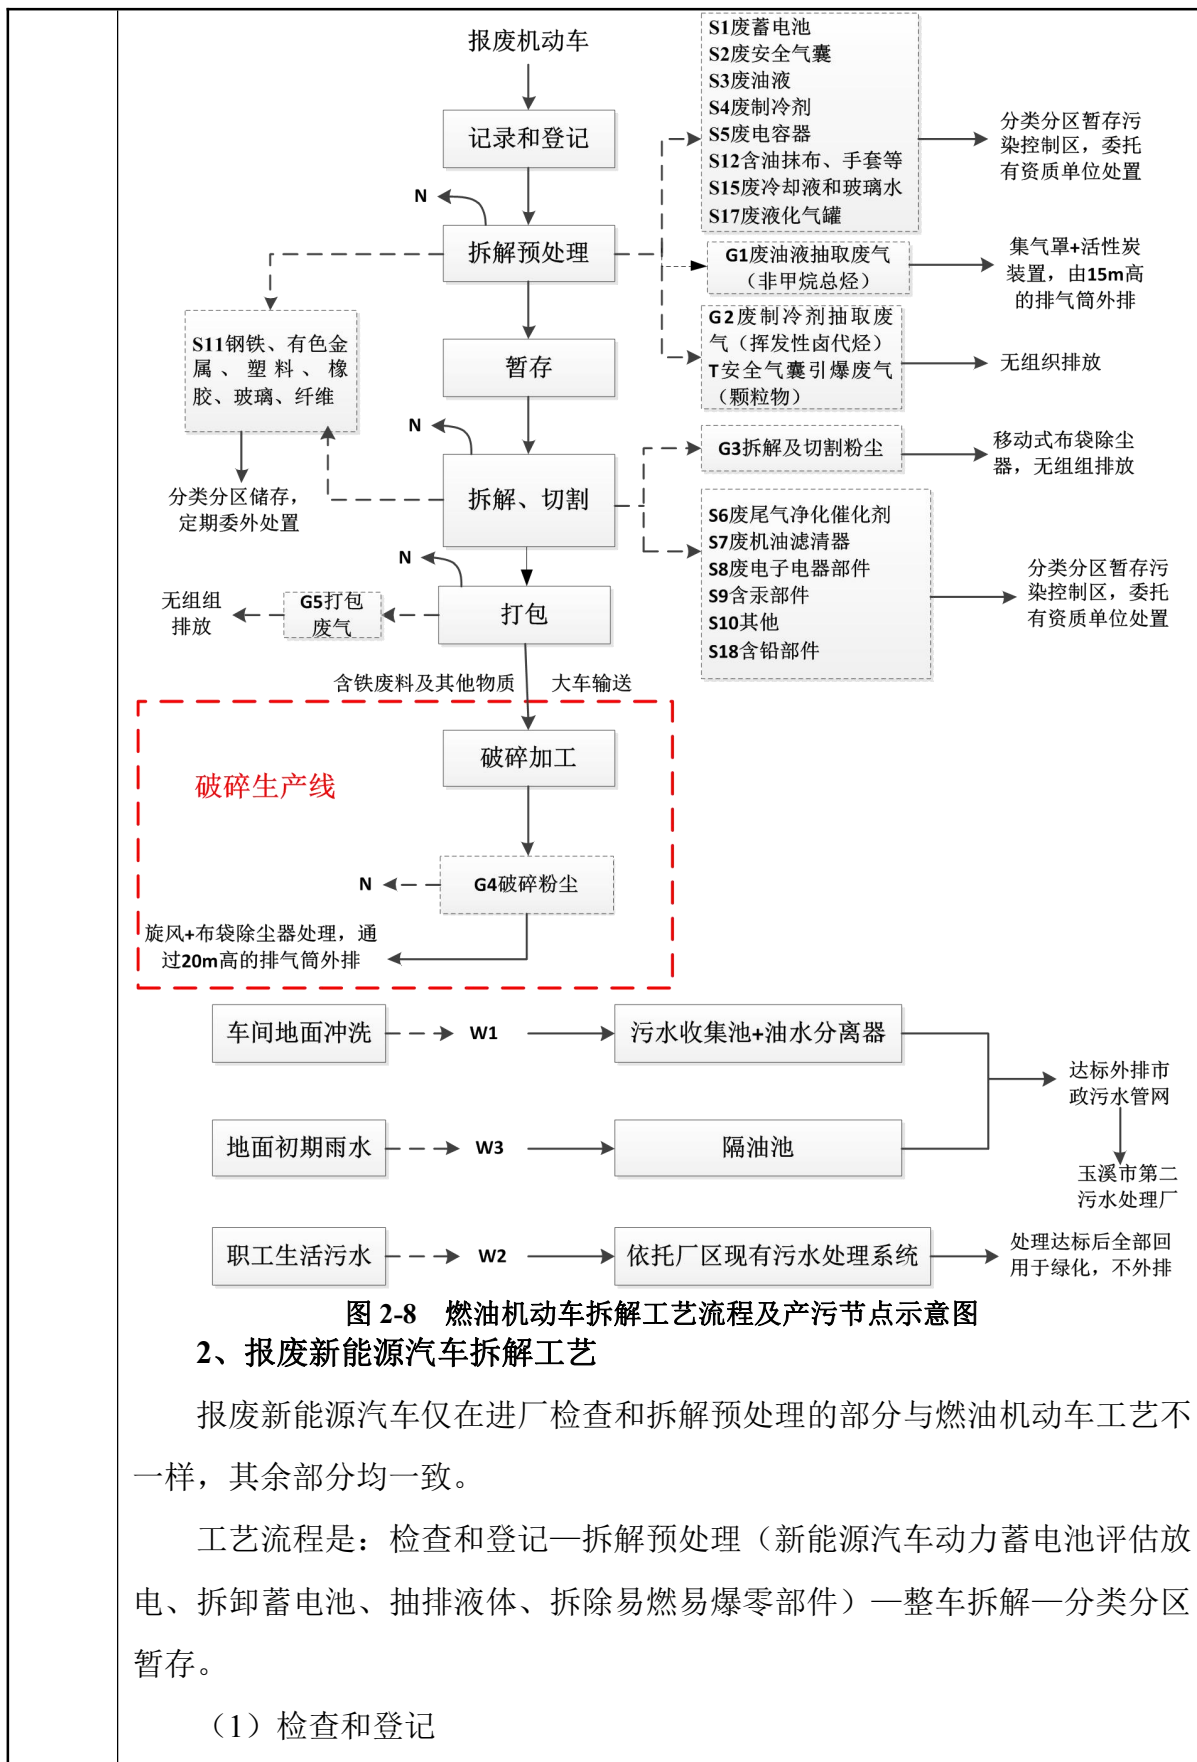 报废机动车
记录和登记
N
拆解预处理
S1废蓄电池
S2废安全气囊
S3废油液
S4废制冷剂
S5废电容器
S12含油抹布、手套等
S15废冷却液和玻璃水
S17废液化气罐
分类分区暂存污
染控制区，委托
有资质单位处置
G1废油液抽取废气
（非甲烷总烃）
集气罩+活性炭
装置，由15m高
的排气筒外排
G2废制冷剂抽取废
气（挥发性卤代烃）
T安全气囊引爆废气
（颗粒物）
无组织排放
S11钢铁、有色金
属、塑料、橡
胶、玻璃、纤维
分类分区储存，
定期委外处置
暂存
N
拆解、切割
G3拆解及切割粉尘
移动式布袋除尘
器，无组组排放
S6废尾气净化催化剂
S7废机油滤清器
S8废电子电器部件
S9含汞部件
S10其他
S18含铅部件
分类分区暂存污
染控制区，委托
有资质单位处置
N
打包
G5打包
废气
无组组
排放
含铁废料及其他物质 大车输送
破碎生产线
破碎加工
N
G4破碎粉尘
旋风+布袋除尘器处理，通
过20m高的排气筒外排
车间地面冲洗 W1 污水收集池+油水分离器
达标外排市
政污水管网
地面初期雨水 W3 隔油池
玉溪市第二
污水处理厂
职工生活污水 W2 依托厂区现有污水处理系统
处理达标后全部回
用于绿化，不外排
图 2-8 燃油机动车拆解工艺流程及产污节点示意图
2、报废新能源汽车拆解工艺
报废新能源汽车仅在进厂检查和拆解预处理的部分与燃油机动车工艺不
一样，其余部分均一致。
工艺流程是：检查和登记—拆解预处理（新能源汽车动力蓄电池评估放
电、拆卸蓄电池、抽排液体、拆除易燃易爆零部件）—整车拆解—分类分区
暂存。
（1）检查和登记